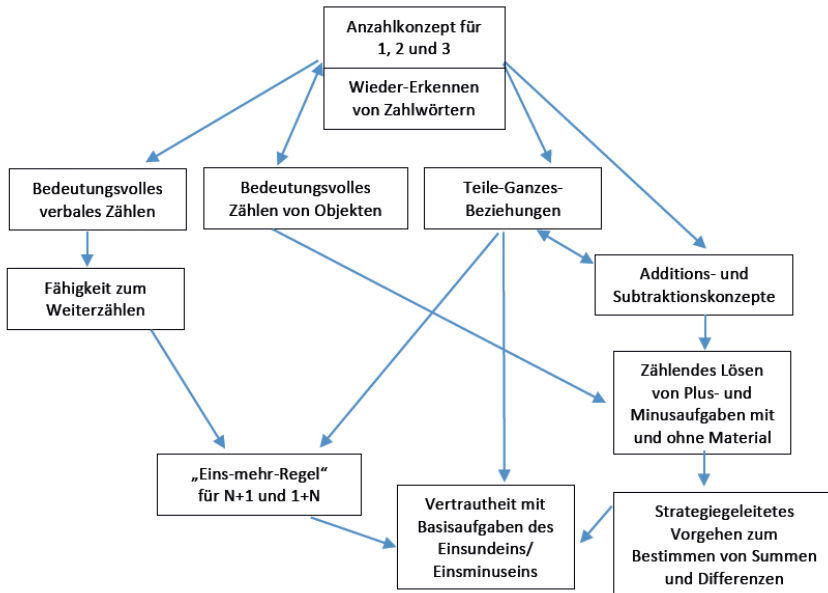 Anzahlkonzept für
1, 2 und 3
Wieder-Erkennen
von Zahlwörtern
Bedeutungsvolles
verbales Zählen
Bedeutungsvolles
Zählen von Objekten
Teile-Ganzes-
Beziehungen
Fähigkeit zum
Weiterzählen
Additions- und
Subtraktionskonzepte
Zählendes Lösen
von Plus- und
Minusaufgaben mit
und ohne Material
„Eins-mehr-Regel“
für N+1 und 1+N
Vertrautheit mit
Basisaufgaben des
Einsundeins/
Einsminuseins
Strategiegeleitetes
Vorgehen zum
Bestimmen von Summen
und Differenzen